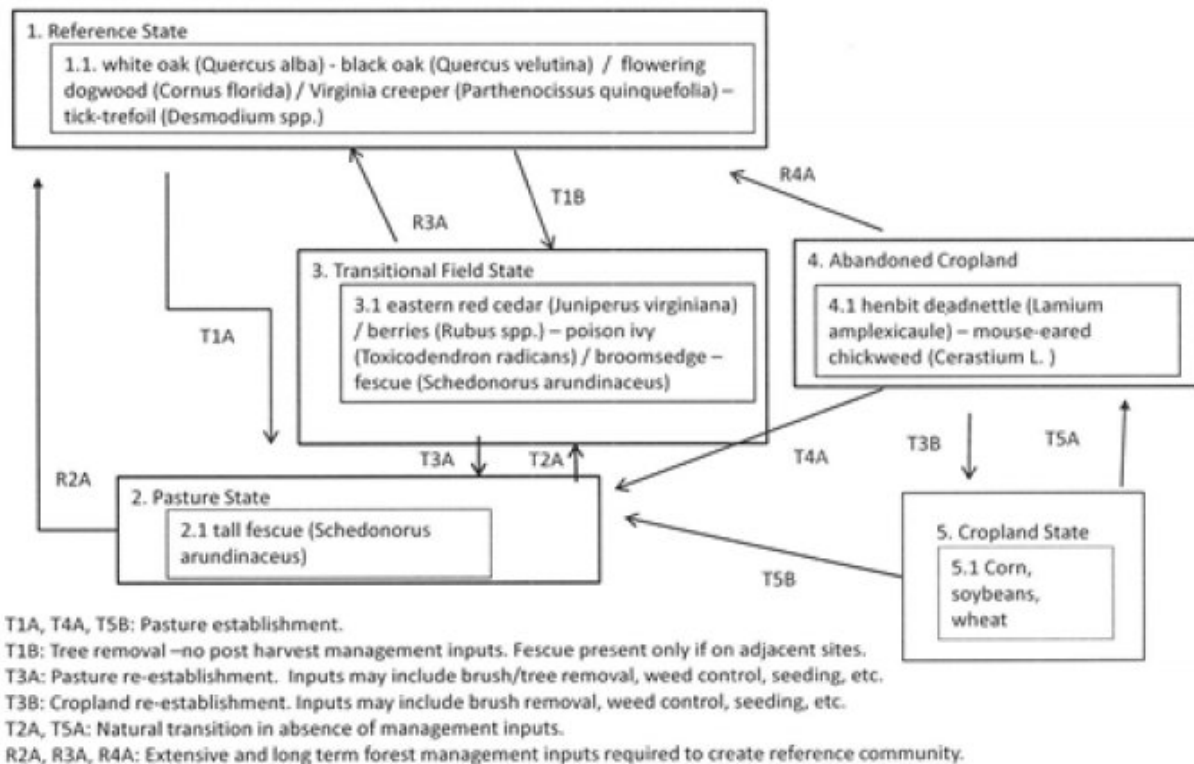 1. Reference State
1.1. white oak (Quercus alba) - black oak (Quercus velutina) / flowering
dogwood (Cornus florida) / Virginia creeper (Parthenocissus quinquefolia) –
tick-trefoil (Desmodium spp.)
R4A
T1B
R3A
3. Transitional Field State
3.1 eastern red cedar (Juniperus virginiana)
/ berries (Rubus spp.) – poison ivy
(Toxicodendron radicans) / broomsedge –
fescue (Schedonorus arundinaceus)
4. Abandoned Cropland
4.1 henbit deadnettle (Lamium
amplexicaule) – mouse-eared
chickweed (Cerastium L. )
T1A
T3A
T2A
T4A
T3B
T5A
R2A
2. Pasture State
2.1 tall fescue (Schedonorus
arundinaceus)
T5B
5. Cropland State
5.1 Corn,
soybeans,
wheat
T1A, T4A, T5B: Pasture establishment.
T1B: Tree removal –no post harvest management inputs. Fescue present only if on adjacent sites.
T3A: Pasture re-establishment. Inputs may include brush/tree removal, weed control, seeding, etc.
T3B: Cropland re-establishment. Inputs may include brush removal, weed control, seeding, etc.
T2A, T5A: Natural transition in absence of management inputs.
R2A, R3A, R4A: Extensive and long term forest management inputs required to create reference community.